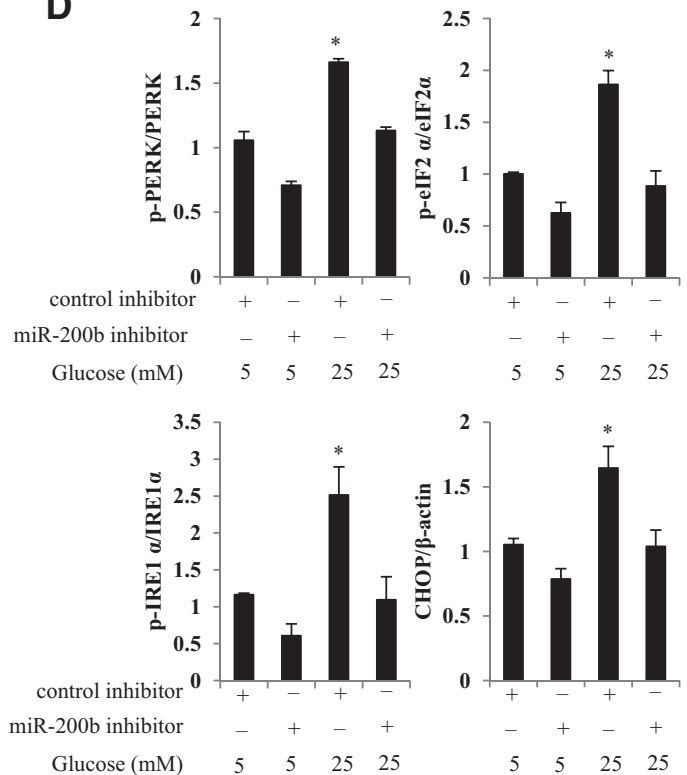 D
2
1.5
1
0.5
0
p-PERK/PERK
*
2.5
2
1.5
1
0.5
0
p-eIF2 α/eIF2α
*
control inhibitor + – + – + – + –
miR-200b inhibitor – + – + – + – +
Glucose (mM) 5 5 25 25 5 5 25 25
3.5
3
2.5
2
1.5
1
0.5
0
p-IRE1 α/IRE1α
*
2
1.5
1
0.5
0
CHOP/β-actin
*
control inhibitor + – + – + – + –
miR-200b inhibitor – + – + – + – +
Glucose (mM) 5 5 25 25 5 5 25 25